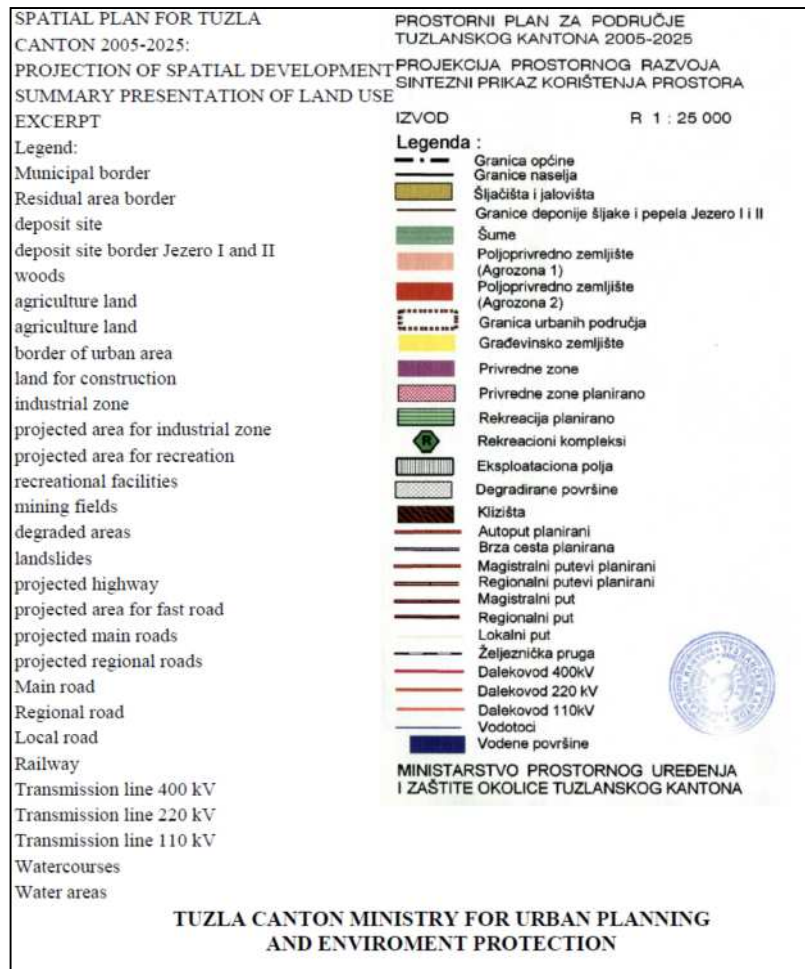 SPATIAL PLAN FOR TUZLA
CANTON 2005-2025:
PROJECTION OF SPATIAL DEVELOPMENT
SUMMARY PRESENTATION OF LAND USE
EXCERPT
Legend:
Municipal border
Residual area border
deposit site
deposit site border Jezero I and II
woods
agriculture land
agriculture land
border of urban area
land for construction
industrial zone
projected area for industrial zone
projected area for recreation
recreational facilities
mining fields
degraded areas
landslides
projected highway
projected area for fast road
projected main roads
projected regional roads
Main road
Regional road
Local road
Railway
Transmission line 400 kV
Transmission line 220 kV
Transmission line 110 kV
Watercourses
Water areas
PROSTORNI PLAN ZA PODRUČJE
TUZLANSKOG KANTONA 2005-2025
PROJEKCIJA PROSTORNOG RAZVOJA
SINTEZNI PRIKAZ KORIŠTENJA PROSTORA
IZVOD R 1 : 25 000
Legenda :
Granica općine
Granice naselja
Šljačišta i jalovišta
Granice deponije šljake i pepela Jezero I i II
Šume
Poljoprivredno zemljište
(Agrozona 1)
Poljoprivredno zemljište
(Agrozona 2)
Granica urbanih područja
Građevinsko zemljište
Privredne zone
Privredne zone planirano
Rekreacija planirano
R Rekreacioni kompleksi
Eksploataciona polja
Degradirane površine
Klizišta
Autoput planirani
Brza cesta planirana
Magistralni putevi planirani
Regionalni putevi planirani
Magistralni put
Regionalni put
Lokalni put
Željeznička pruga
Dalekovod 400kV
Dalekovod 220 kV
Dalekovod 110kV
Vodotoci
Vodene površine
MINISTARSTVO PROSTORNOG UREĐENJA
I ZAŠTITE OKOLICE TUZLANSKOG KANTONA
TUZLA CANTON MINISTRY FOR URBAN PLANNING
AND ENVIROMENT PROTECTION